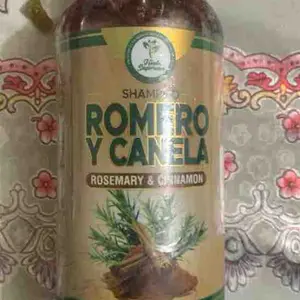 SHAMPOO
ROMERO
Y CANELA
ROSEMARY & CINNAMON